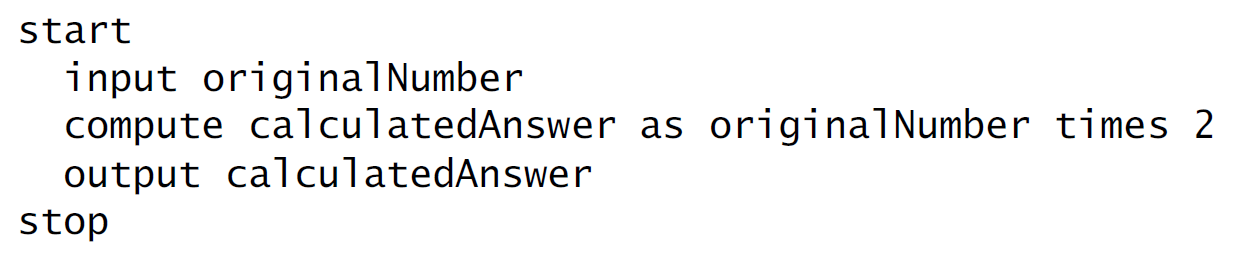 start
input originalNumber
compute calculatedAnswer as originalNumber times 2
output calculatedAnswer
stop